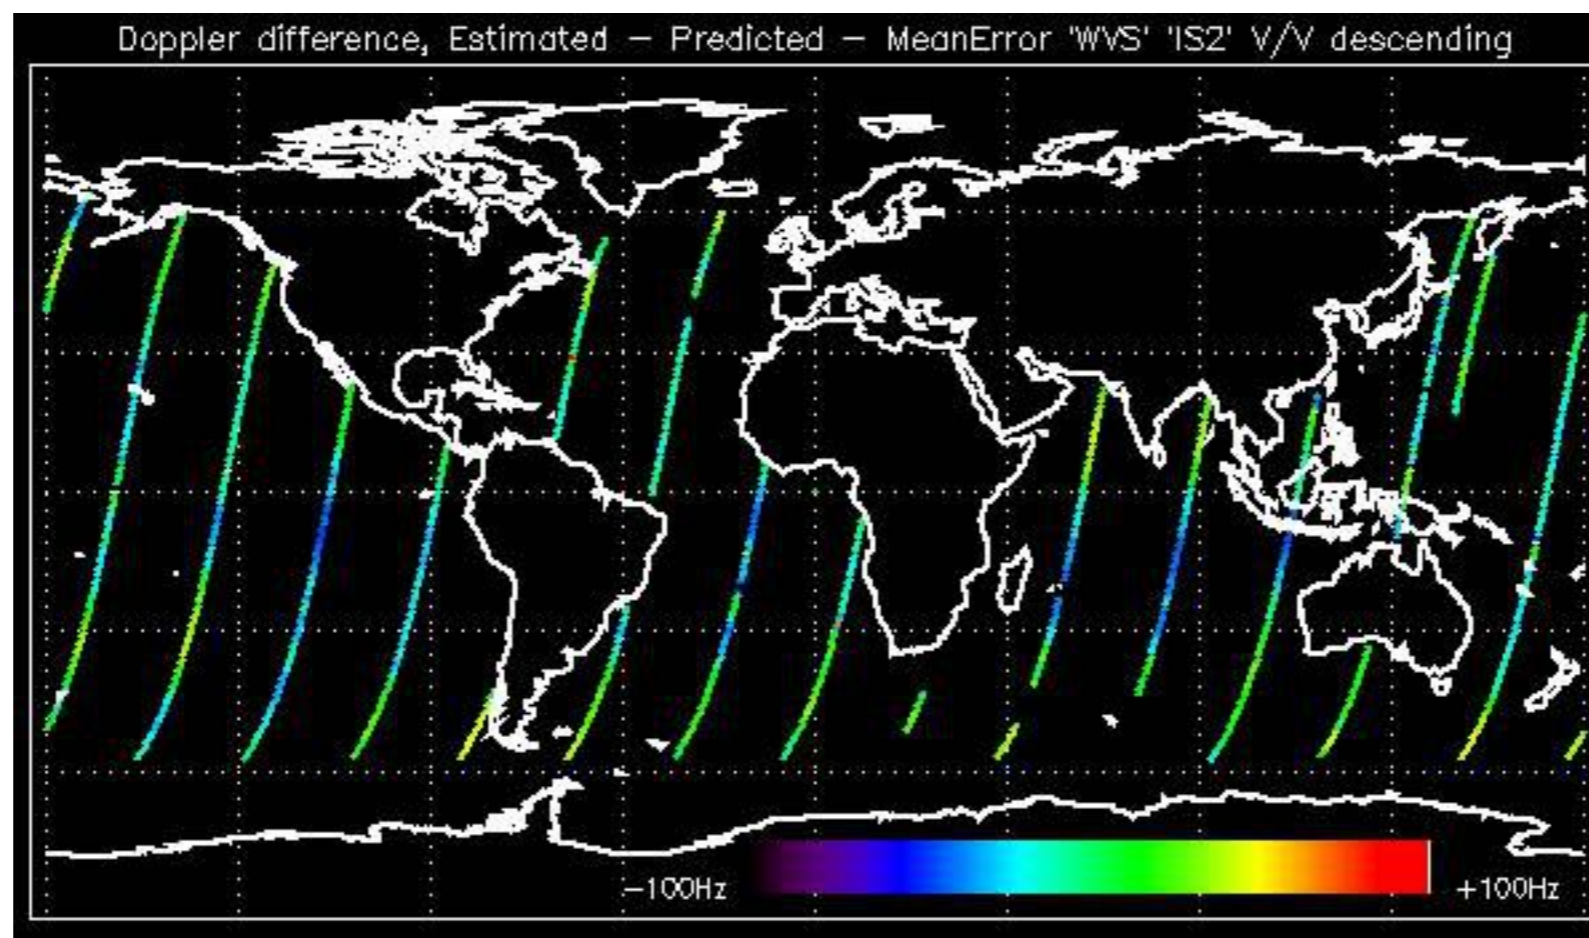 Doppler difference, Estimated – Predicted – MeanError 'WVS' 'IS2' V/V descending
−100Hz +100Hz